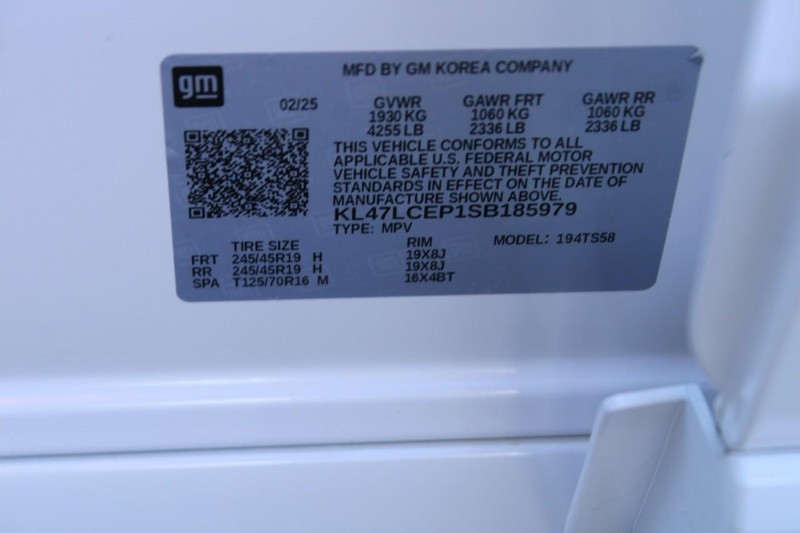 gm
MFD BY GM KOREA COMPANY
02/25 GVWR GAWR FRT GAWR RR
1930 KG 1060 KG 1060 KG
4255 LB 2336 LB 2336 LB
THIS VEHICLE CONFORMS TO ALL
APPLICABLE U.S. FEDERAL MOTOR
VEHICLE SAFETY AND THEFT PREVENTION
STANDARDS IN EFFECT ON THE DATE OF
MANUFACTURE SHOWN ABOVE.
KL47LCEP1SB185979
TYPE: MPV
TIRE SIZE RIM MODEL: 194TS58
FRT 245/45R19 H 19X8J
RR 245/45R19 H 19X8J
SPA T125/70R16 M 16X4BT